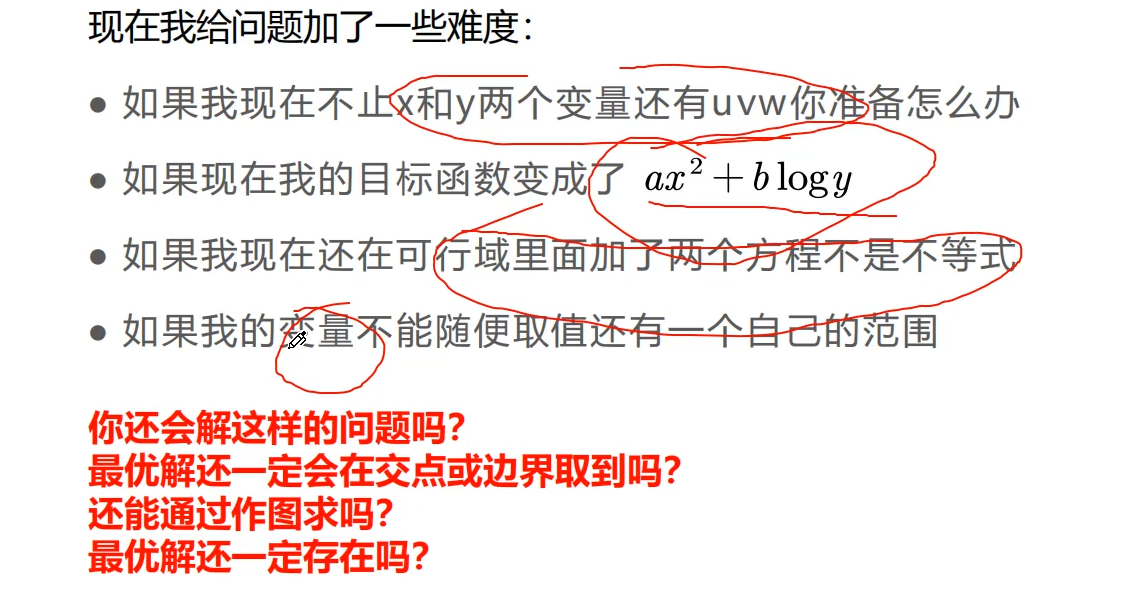 现在我给问题加了一些难度：
● 如果我现在不止x和y两个变量还有uvw你准备怎么办
● 如果现在我的目标函数变成了 ax² + b log y
● 如果我现在还在可行域里面加了两个方程不是不等式
● 如果我的变量不能随便取值还有一个自己的范围
你还会解这样的问题吗？
最优解还一定会在交点或边界取到吗？
还能通过作图求吗？
最优解还一定存在吗？